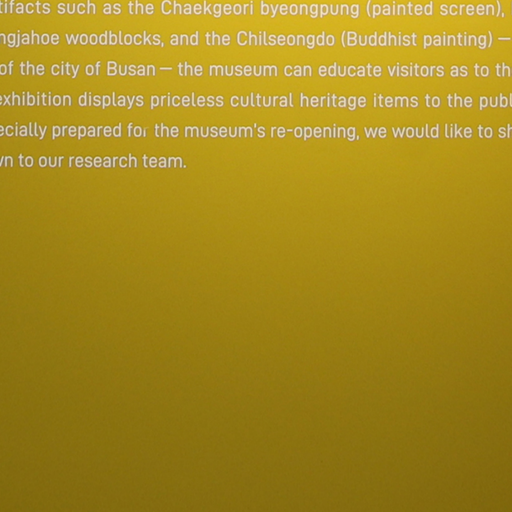 tifacts such as the Chaekgeori byeongpung (painted screen),
ngjahoe woodblocks, and the Chilseongdo (Buddhist painting) —
of the city of Busan — the museum can educate visitors as to th
exhibition displays priceless cultural heritage items to the publ
ecially prepared for the museum's re-opening, we would like to sh
wn to our research team.